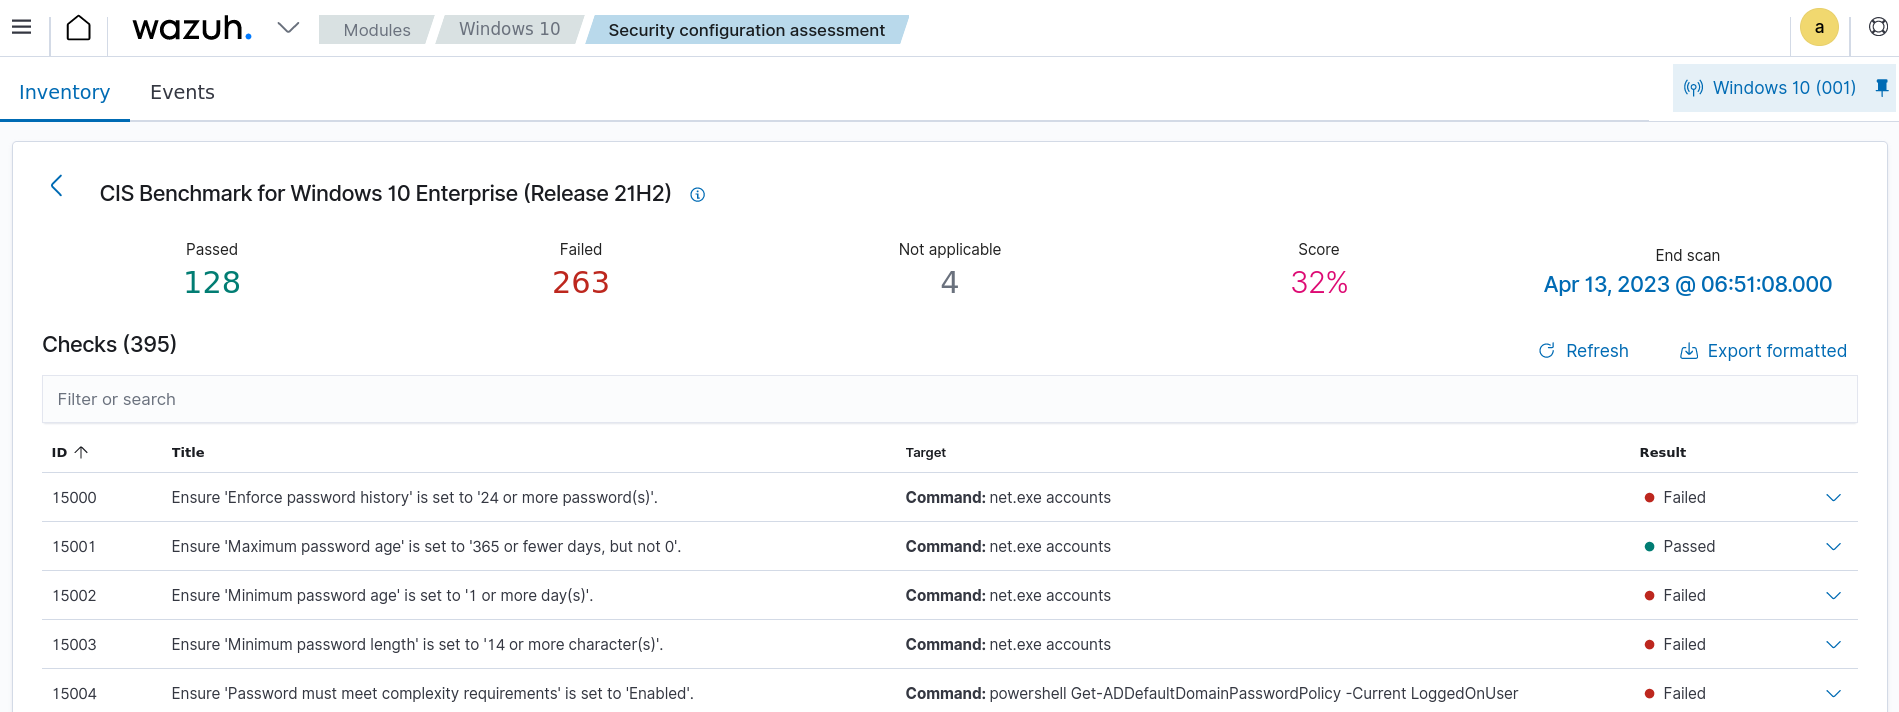 wazuh.
Modules
Windows 10
Security configuration assessment
a
Inventory
Events
Windows 10 (001)
CIS Benchmark for Windows 10 Enterprise (Release 21H2)
Passed
128
Failed
263
Not applicable
4
Score
32%
End scan
Apr 13, 2023 @ 06:51:08.000
Checks (395)
Refresh
Export formatted
Filter or search
ID Title Target Result
15000 Ensure 'Enforce password history' is set to '24 or more password(s)'. Command: net.exe accounts Failed
15001 Ensure 'Maximum password age' is set to '365 or fewer days, but not 0'. Command: net.exe accounts Passed
15002 Ensure 'Minimum password age' is set to '1 or more day(s)'. Command: net.exe accounts Failed
15003 Ensure 'Minimum password length' is set to '14 or more character(s)'. Command: net.exe accounts Failed
15004 Ensure 'Password must meet complexity requirements' is set to 'Enabled'. Command: powershell Get-ADDefaultDomainPasswordPolicy -Current LoggedOnUser Failed